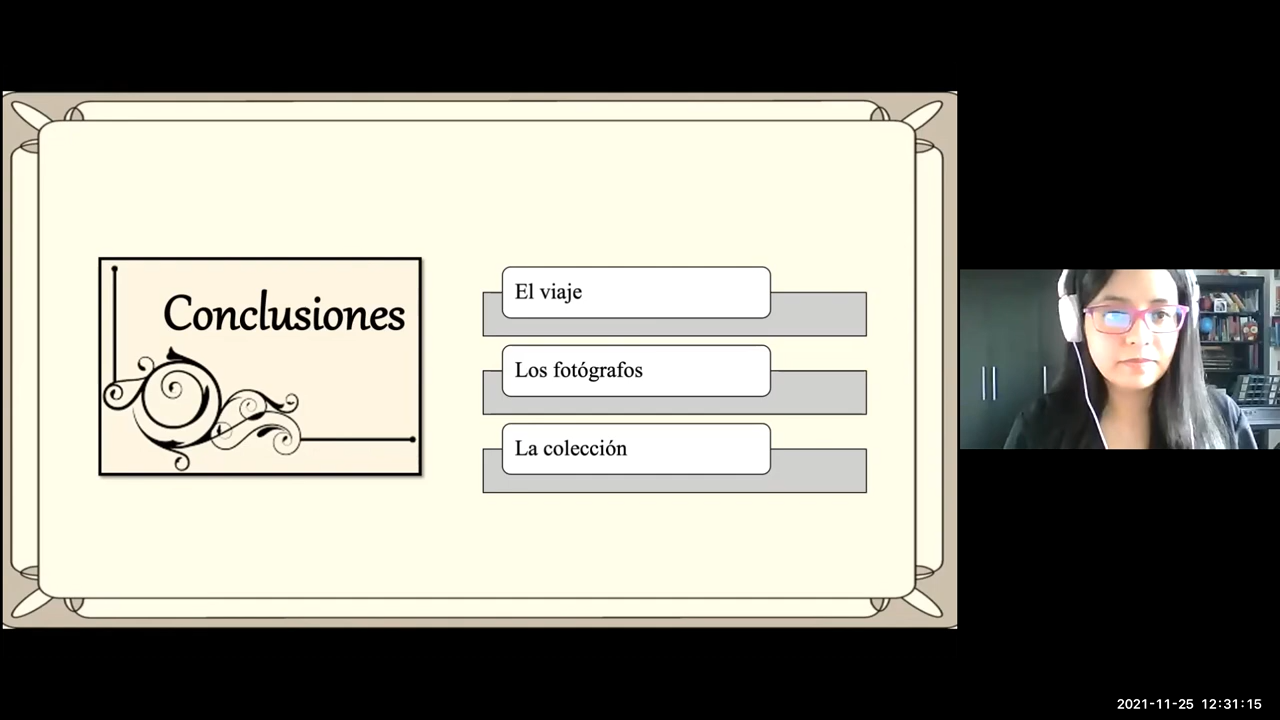 Conclusiones
El viaje
Los fotógrafos
La colección
2021-11-25 12:31:15